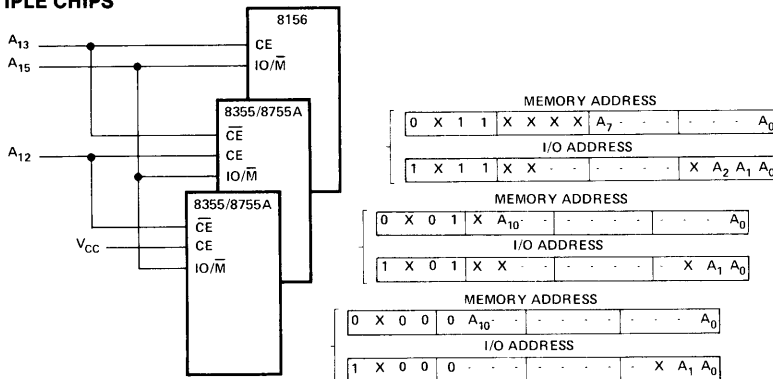 IPLE CHIPS
8156
A13
CE
A15
IO/M̅
8355/8755A
C̅E̅
A12
CE
IO/M̅
8355/8755A
C̅E̅
VCC
CE
IO/M̅
MEMORY ADDRESS
0 X 1 1 X X X X A7 - - - - - - A0
I/O ADDRESS
1 X 1 1 X X - - - - - - X A2 A1 A0
MEMORY ADDRESS
0 X 0 1 X A10 - - - - - - - - - A0
I/O ADDRESS
1 X 0 1 X X - - - - - - - X A1 A0
MEMORY ADDRESS
0 X 0 0 0 A10 - - - - - - - - - A0
I/O ADDRESS
1 X 0 0 0 - - - - - - - - X A1 A0